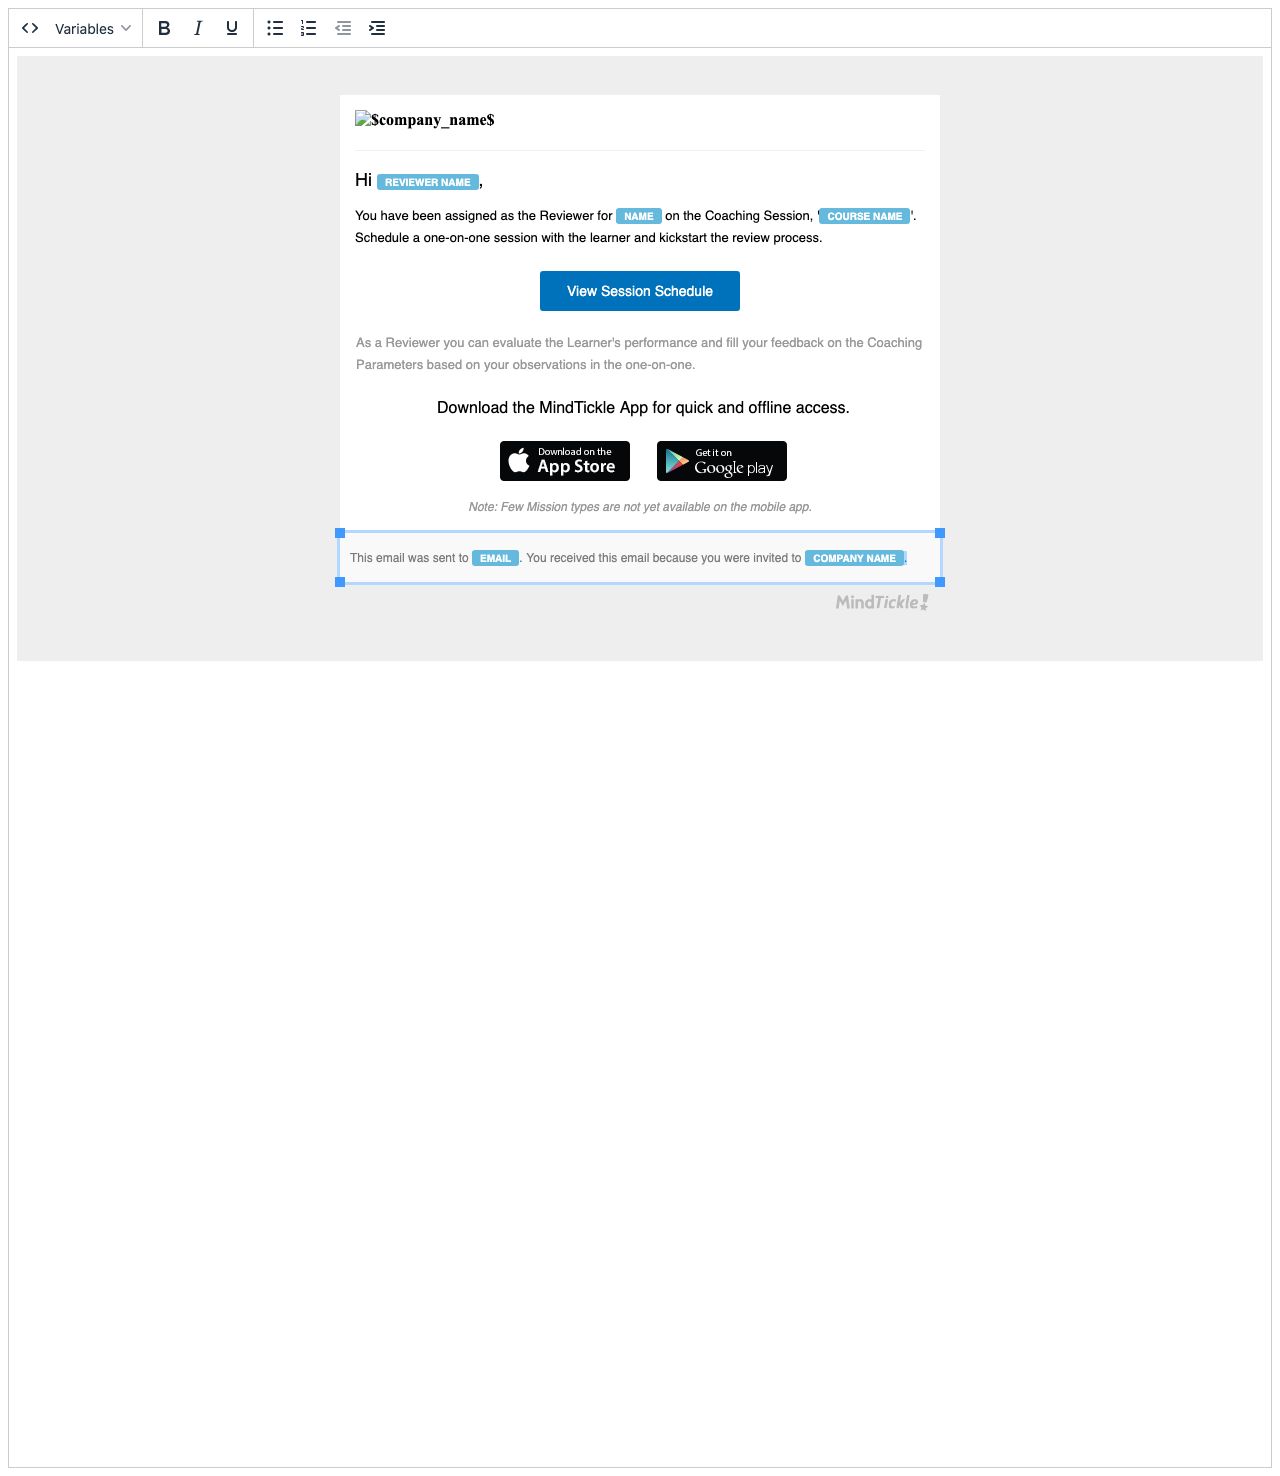 Variables
$company_name$
Hi REVIEWER NAME,
You have been assigned as the Reviewer for NAME on the Coaching Session, 'COURSE NAME'.
Schedule a one-on-one session with the learner and kickstart the review process.
View Session Schedule
As a Reviewer you can evaluate the Learner's performance and fill your feedback on the Coaching
Parameters based on your observations in the one-on-one.
Download the MindTickle App for quick and offline access.
Download on the
App Store
Get it on
Google play
Note: Few Mission types are not yet available on the mobile app.
This email was sent to EMAIL. You received this email because you were invited to COMPANY NAME.
MindTickle!